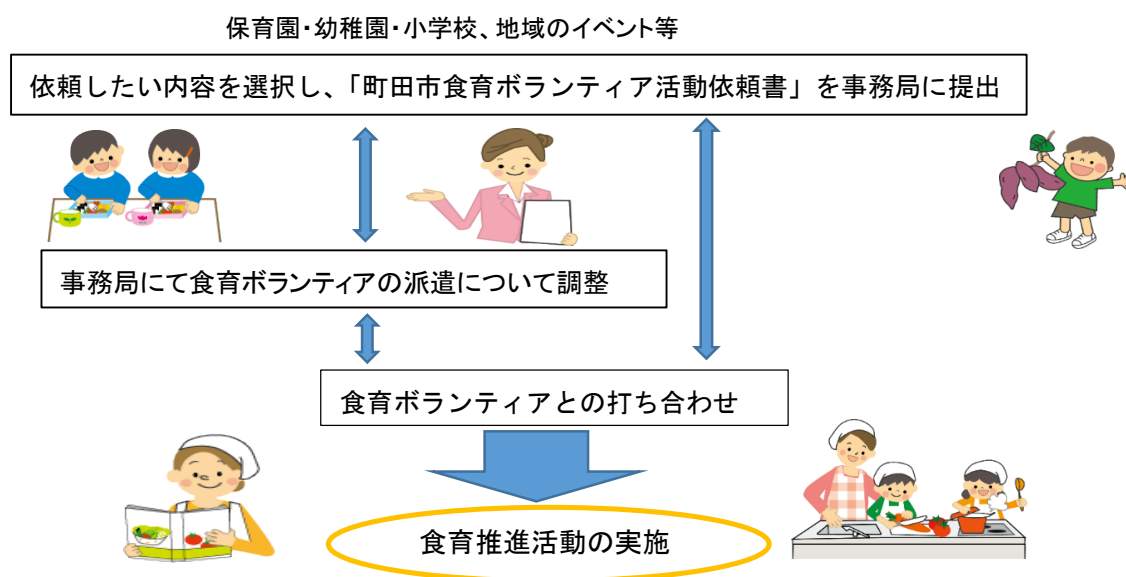 保育園・幼稚園・小学校、地域のイベント等
依頼したい内容を選択し、「町田市食育ボランティア活動依頼書」を事務局に提出
事務局にて食育ボランティアの派遣について調整
食育ボランティアとの打ち合わせ
食育推進活動の実施